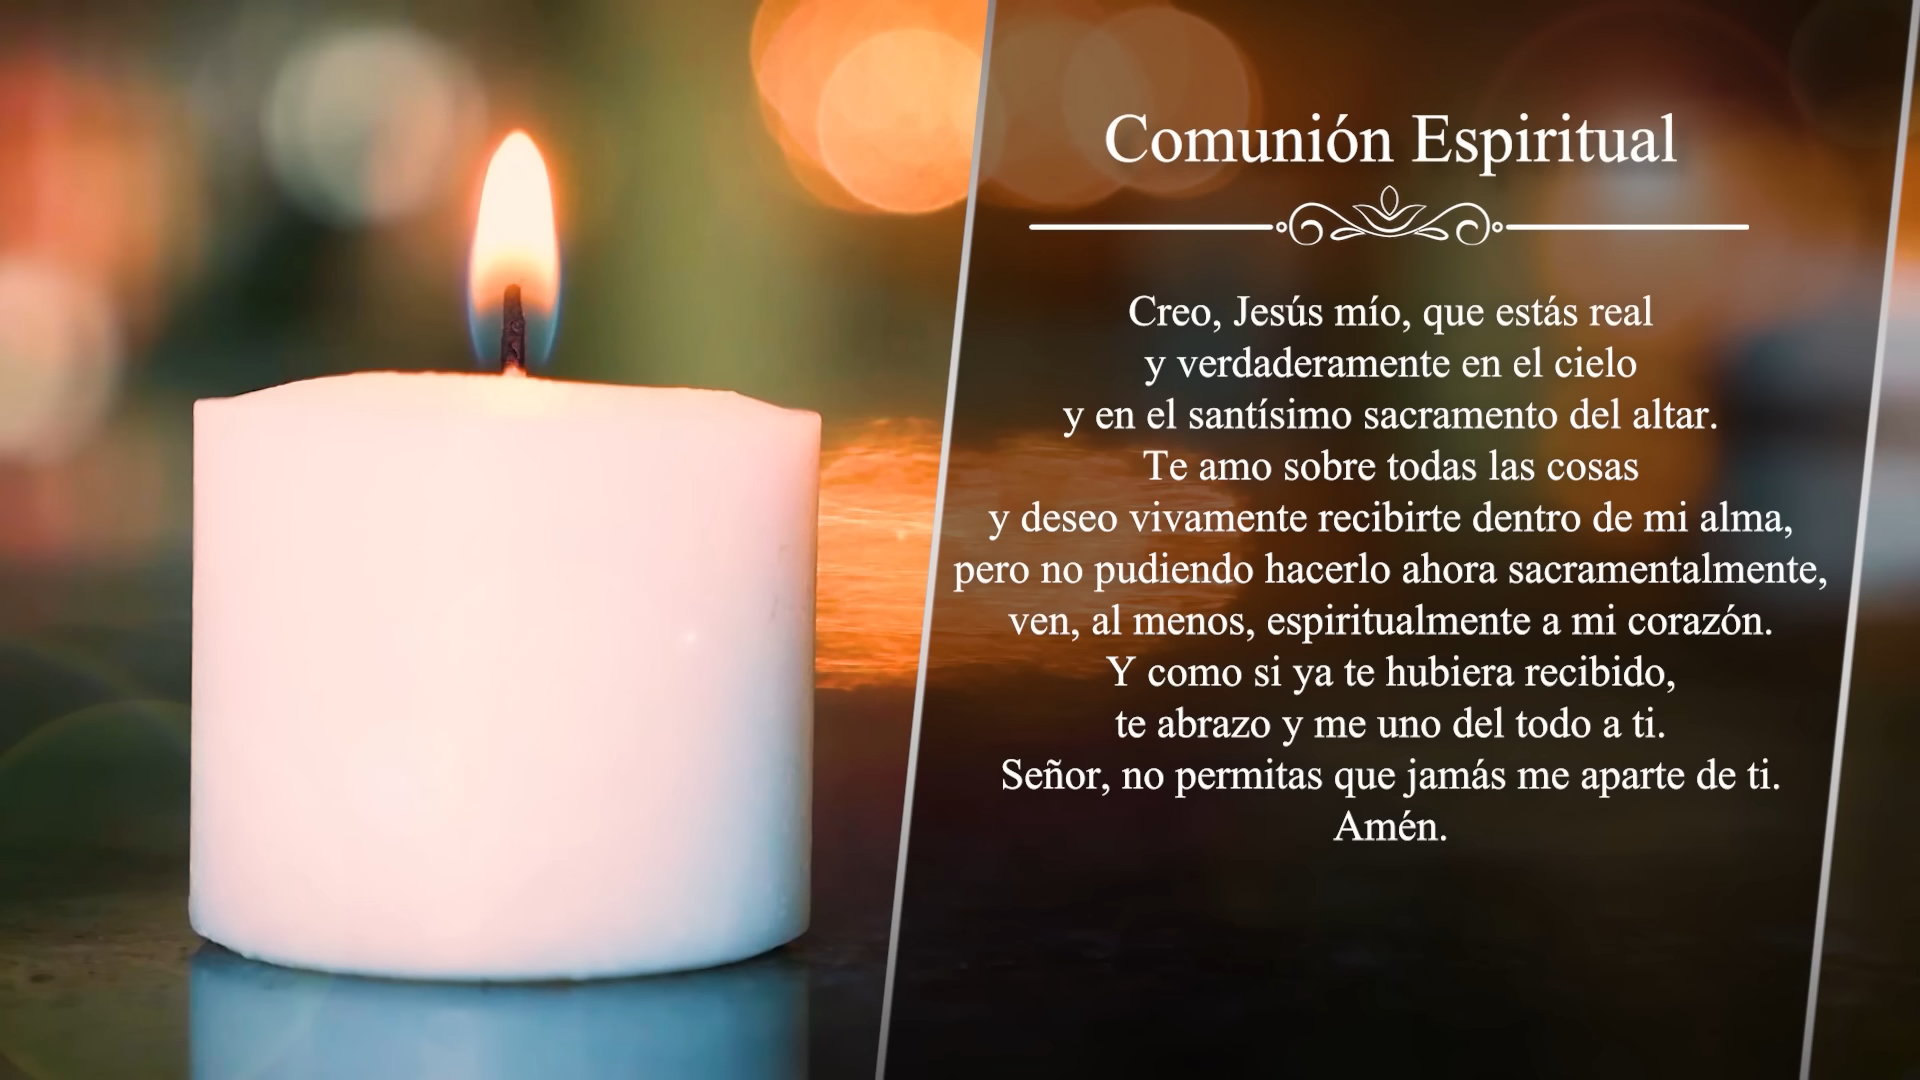 Comunión Espiritual
Creo, Jesús mío, que estás real
y verdaderamente en el cielo
y en el santísimo sacramento del altar.
Te amo sobre todas las cosas
y deseo vivamente recibirte dentro de mi alma,
pero no pudiendo hacerlo ahora sacramentalmente,
ven, al menos, espiritualmente a mi corazón.
Y como si ya te hubiera recibido,
te abrazo y me uno del todo a ti.
Señor, no permitas que jamás me aparte de ti.
Amén.